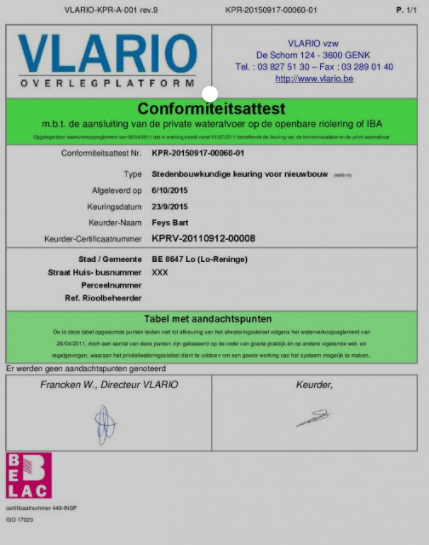 VLARIO-KPR-A-001 rev.9 KPR-20150917-00060-01 P. 1/1
VLARIO
OVERLEGPLATFORM
VLARIO vzw
De Schom 124 - 3600 GENK
Tel. : 03 827 51 30 – Fax : 03 289 01 40
http://www.vlario.be
Conformiteitsattest
m.b.t. de aansluiting van de private waterafvoer op de openbare riolering of IBA
Conformiteitsattest Nr. KPR-20150917-00060-01
Type Stedenbouwkundige keuring voor nieuwbouw
Afgeleverd op 6/10/2015
Keuringsdatum 23/9/2015
Keurder-Naam Feys Bart
Keurder-Certificaatnummer KPRV-20110912-00008
Stad / Gemeente BE 8647 Lo (Lo-Reninge)
Straat Huis- busnummer XXX
Perceelnummer
Ref. Rioolbeheerder
Tabel met aandachtspunten
De in deze tabel opgesomde punten leiden niet tot afkeuring van het afwateringsstelsel volgens het waterverkoopreglement van
28/04/2011, doch een aantal van deze punten zijn gebaseerd op de code van goede praktijk én op andere vigerende wet- en
regelgevingen, waaraan het privéafwateringsstelsel dient te voldoen om een goede werking van het systeem mogelijk te maken.
Er werden geen aandachtspunten genoteerd
Francken W., Directeur VLARIO Keurder,
BELAC
certificaatnummer 449-INSP
ISO 17020